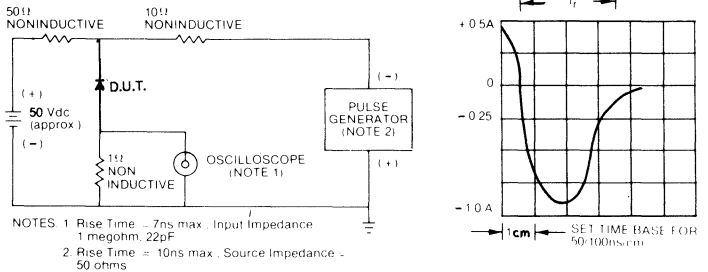 50Ω
NONINDUCTIVE
10Ω
NONINDUCTIVE
(+)
50 Vdc
(approx)
(-)
D.U.T.
1Ω
NON
INDUCTIVE
OSCILLOSCOPE
(NOTE 1)
(-)
PULSE
GENERATOR
(NOTE 2)
(+)
NOTES. 1 Rise Time = 7ns max, Input Impedance
1 megohm, 22pF
2. Rise Time = 10ns max, Source Impedance =
50 ohms
tr
+0.5A
0
-0.25
-1.0A
1cm
SET TIME BASE FOR
50/100ns/cm